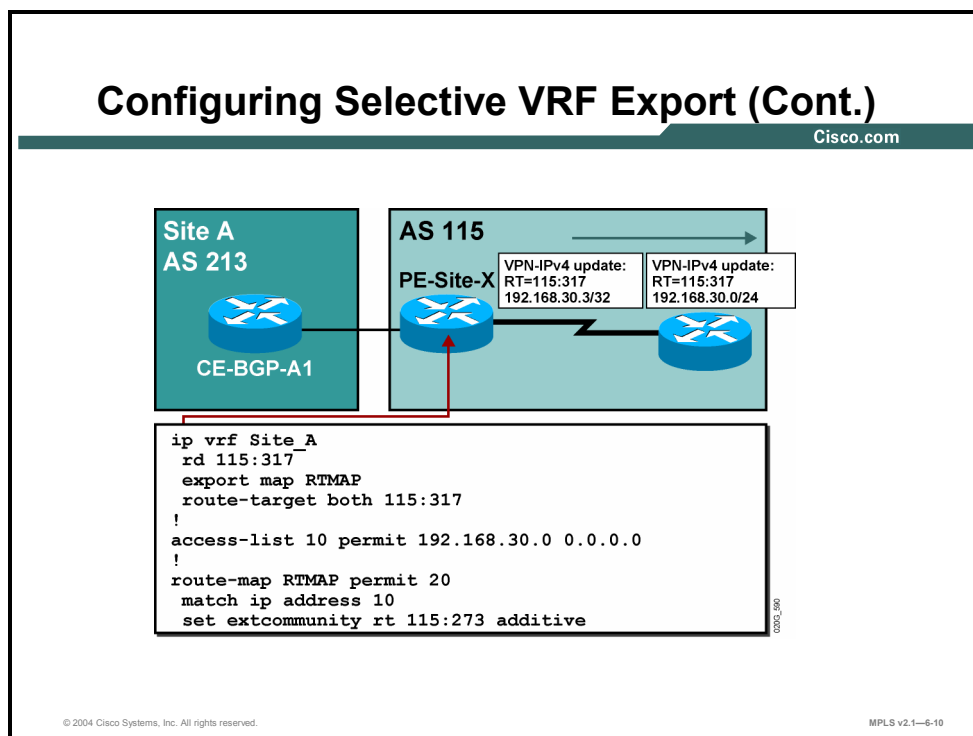 Configuring Selective VRF Export (Cont.)
Cisco.com
Site A
AS 213
CE-BGP-A1
AS 115
PE-Site-X
VPN-IPv4 update:
RT=115:317
192.168.30.3/32
VPN-IPv4 update:
RT=115:317
192.168.30.0/24
ip vrf Site_A
rd 115:317
export map RTMAP
route-target both 115:317
!
access-list 10 permit 192.168.30.0 0.0.0.0
!
route-map RTMAP permit 20
match ip address 10
set extcommunity rt 115:273 additive
020G_590
© 2004 Cisco Systems, Inc. All rights reserved.
MPLS v2.1—6-10